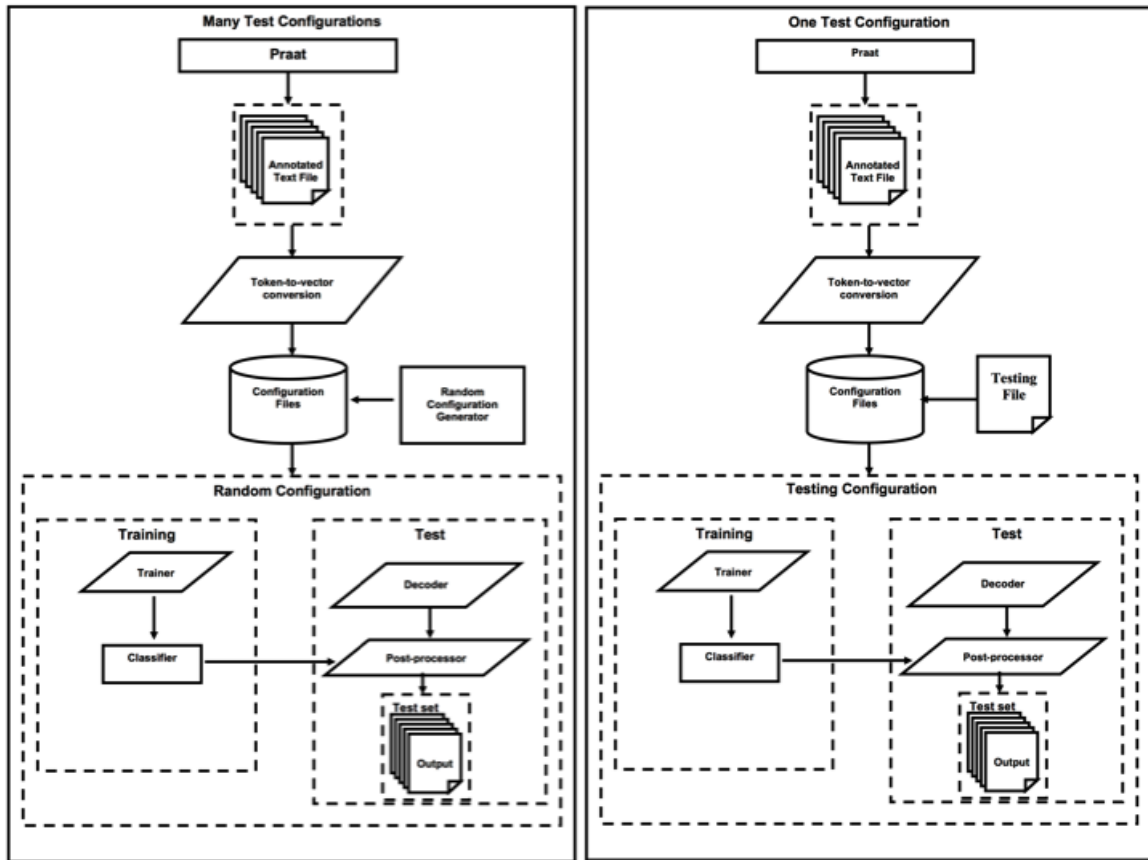 Many Test Configurations
Praat
Annotated
Text File
Token-to-vector
conversion
Configuration
Files
Random
Configuration
Generator
Random Configuration
Training
Trainer
Classifier
Test
Decoder
Post-processor
Test set
Output
One Test Configuration
Praat
Annotated
Text File
Token-to-vector
conversion
Configuration
Files
Testing
File
Testing Configuration
Training
Trainer
Classifier
Test
Decoder
Post-processor
Test set
Output